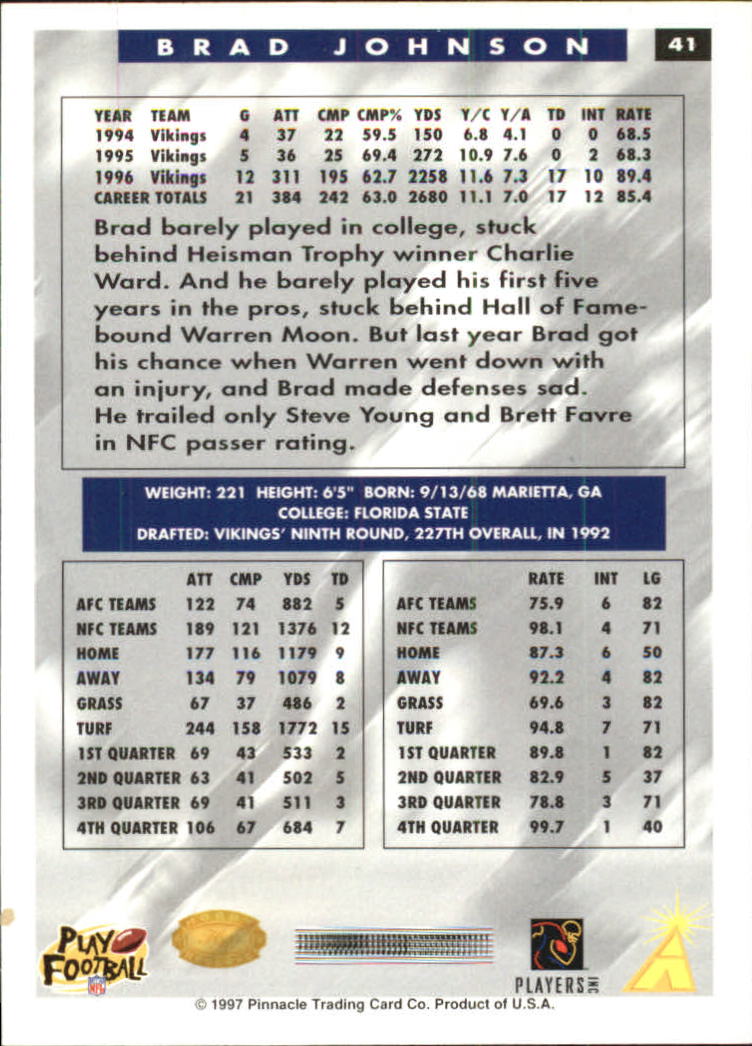 BRAD JOHNSON 41
YEAR TEAM G ATT CMP CMP% YDS Y/C Y/A TD INT RATE
1994 Vikings 4 37 22 59.5 150 6.8 4.1 0 0 68.5
1995 Vikings 5 36 25 69.4 272 10.9 7.6 0 2 68.3
1996 Vikings 12 311 195 62.7 2258 11.6 7.3 17 10 89.4
CAREER TOTALS 21 384 242 63.0 2680 11.1 7.0 17 12 85.4
Brad barely played in college, stuck
behind Heisman Trophy winner Charlie
Ward. And he barely played his first five
years in the pros, stuck behind Hall of Fame-
bound Warren Moon. But last year Brad got
his chance when Warren went down with
an injury, and Brad made defenses sad.
He trailed only Steve Young and Brett Favre
in NFC passer rating.
WEIGHT: 221 HEIGHT: 6'5" BORN: 9/13/68 MARIETTA, GA
COLLEGE: FLORIDA STATE
DRAFTED: VIKINGS' NINTH ROUND, 227TH OVERALL, IN 1992
ATT CMP YDS TD
AFC TEAMS 122 74 882 5
NFC TEAMS 189 121 1376 12
HOME 177 116 1179 9
AWAY 134 79 1079 8
GRASS 67 37 486 2
TURF 244 158 1772 15
1ST QUARTER 69 43 533 2
2ND QUARTER 63 41 502 5
3RD QUARTER 69 41 511 3
4TH QUARTER 106 67 684 7
RATE INT LG
AFC TEAMS 75.9 6 82
NFC TEAMS 98.1 4 71
HOME 87.3 6 50
AWAY 92.2 4 82
GRASS 69.6 3 82
TURF 94.8 7 71
1ST QUARTER 89.8 1 82
2ND QUARTER 82.9 5 37
3RD QUARTER 78.8 3 71
4TH QUARTER 99.7 1 40
PLAY
FOOTBALL
NFL
PLAYERS INC
© 1997 Pinnacle Trading Card Co. Product of U.S.A.